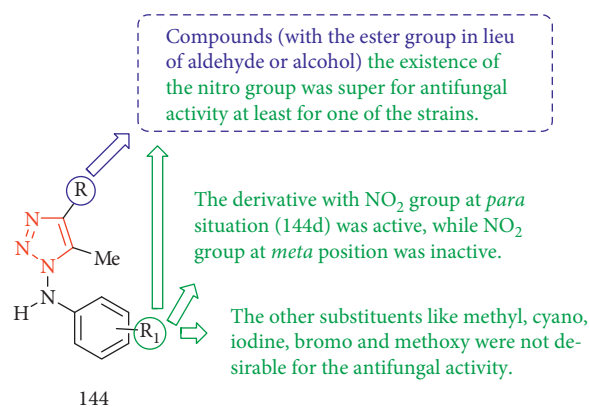 Compounds (with the ester group in lieu
of aldehyde or alcohol) the existence of
the nitro group was super for antifungal
activity at least for one of the strains.
R
The derivative with NO₂ group at para
situation (144d) was active, while NO₂
group at meta position was inactive.
N
N
N
Me
N
H
R₁
The other substituents like methyl, cyano,
iodine, bromo and methoxy were not de-
sirable for the antifungal activity.
144